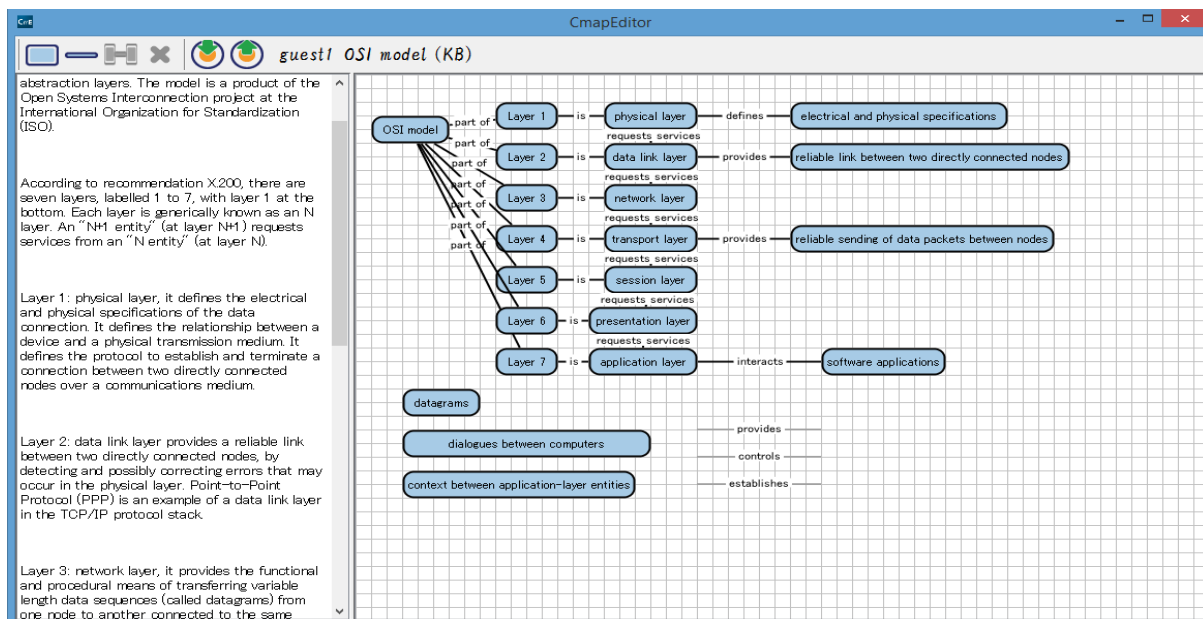 CmE
CmapEditor
guest1 OSI model (KB)
abstraction layers. The model is a product of the
Open Systems Interconnection project at the
International Organization for Standardization
(ISO).
According to recommendation X.200, there are
seven layers, labelled 1 to 7, with layer 1 at the
bottom. Each layer is generically known as an N
layer. An "N+1 entity" (at layer N+1) requests
services from an "N entity" (at layer N).
Layer 1: physical layer, it defines the electrical
and physical specifications of the data
connection. It defines the relationship between a
device and a physical transmission medium. It
defines the protocol to establish and terminate a
connection between two directly connected
nodes over a communications medium.
Layer 2: data link layer provides a reliable link
between two directly connected nodes, by
detecting and possibly correcting errors that may
occur in the physical layer. Point-to-Point
Protocol (PPP) is an example of a data link layer
in the TCP/IP protocol stack.
Layer 3: network layer, it provides the functional
and procedural means of transferring variable
length data sequences (called datagrams) from
one node to another connected to the same
OSI model
part of
Layer 1
is
physical layer
defines
electrical and physical specifications
requests services
part of
Layer 2
is
data link layer
provides
reliable link between two directly connected nodes
part of
requests services
part of
Layer 3
is
network layer
part of
requests services
part of
Layer 4
is
transport layer
provides
reliable sending of data packets between nodes
part of
requests services
Layer 5
is
session layer
requests services
Layer 6
is
presentation layer
requests services
Layer 7
is
application layer
interacts
software applications
datagrams
provides
dialogues between computers
controls
context between application-layer entities
establishes